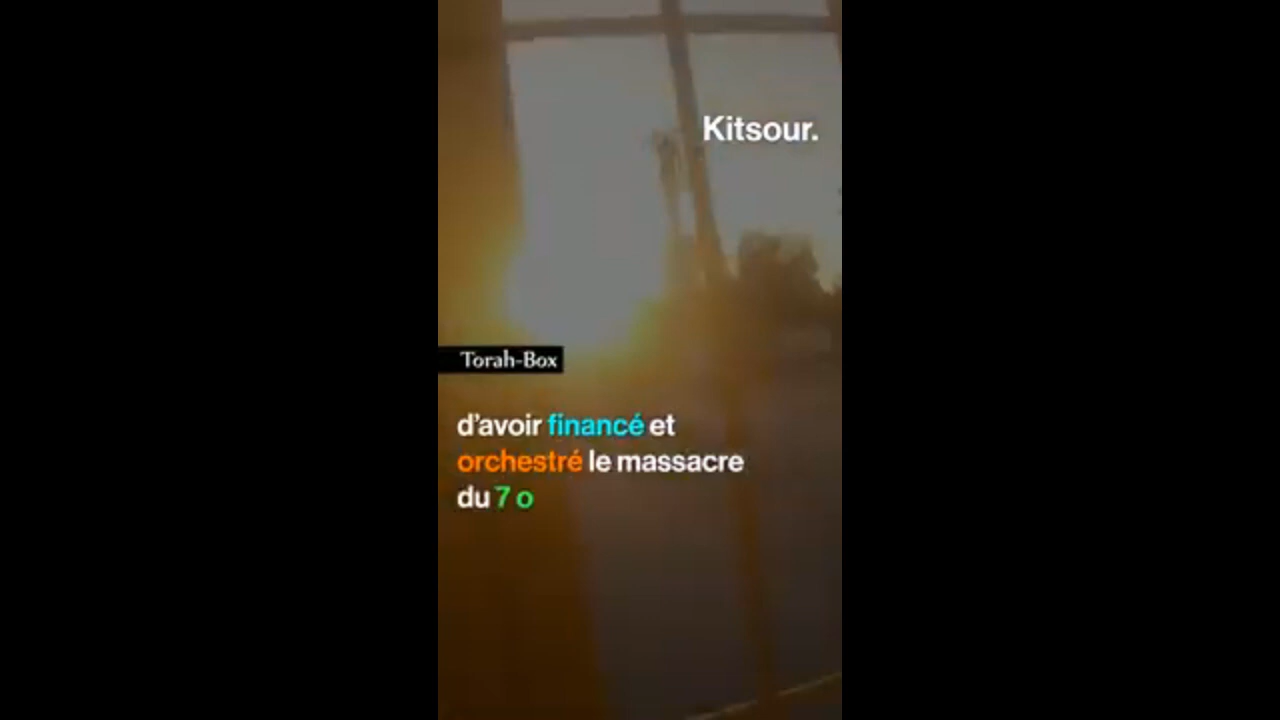 Kitsour.
Torah-Box
d'avoir financé et
orchestré le massacre
du 7 o